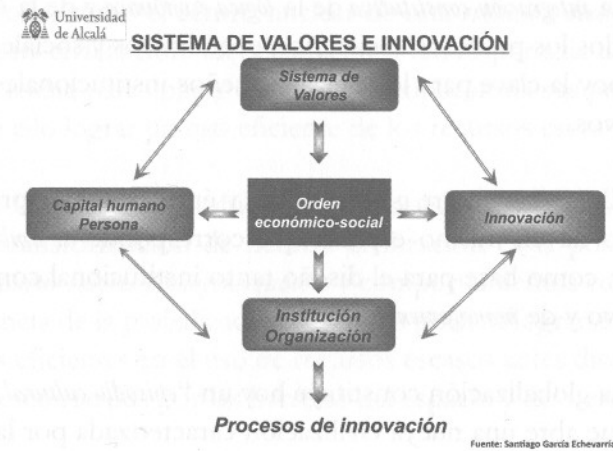 Universidad
de Alcalá
SISTEMA DE VALORES E INNOVACIÓN
Sistema de
Valores
Capital humano
Persona
Orden
económico-social
Innovación
Institución
Organización
Procesos de innovación
Fuente: Santiago García Echevarría